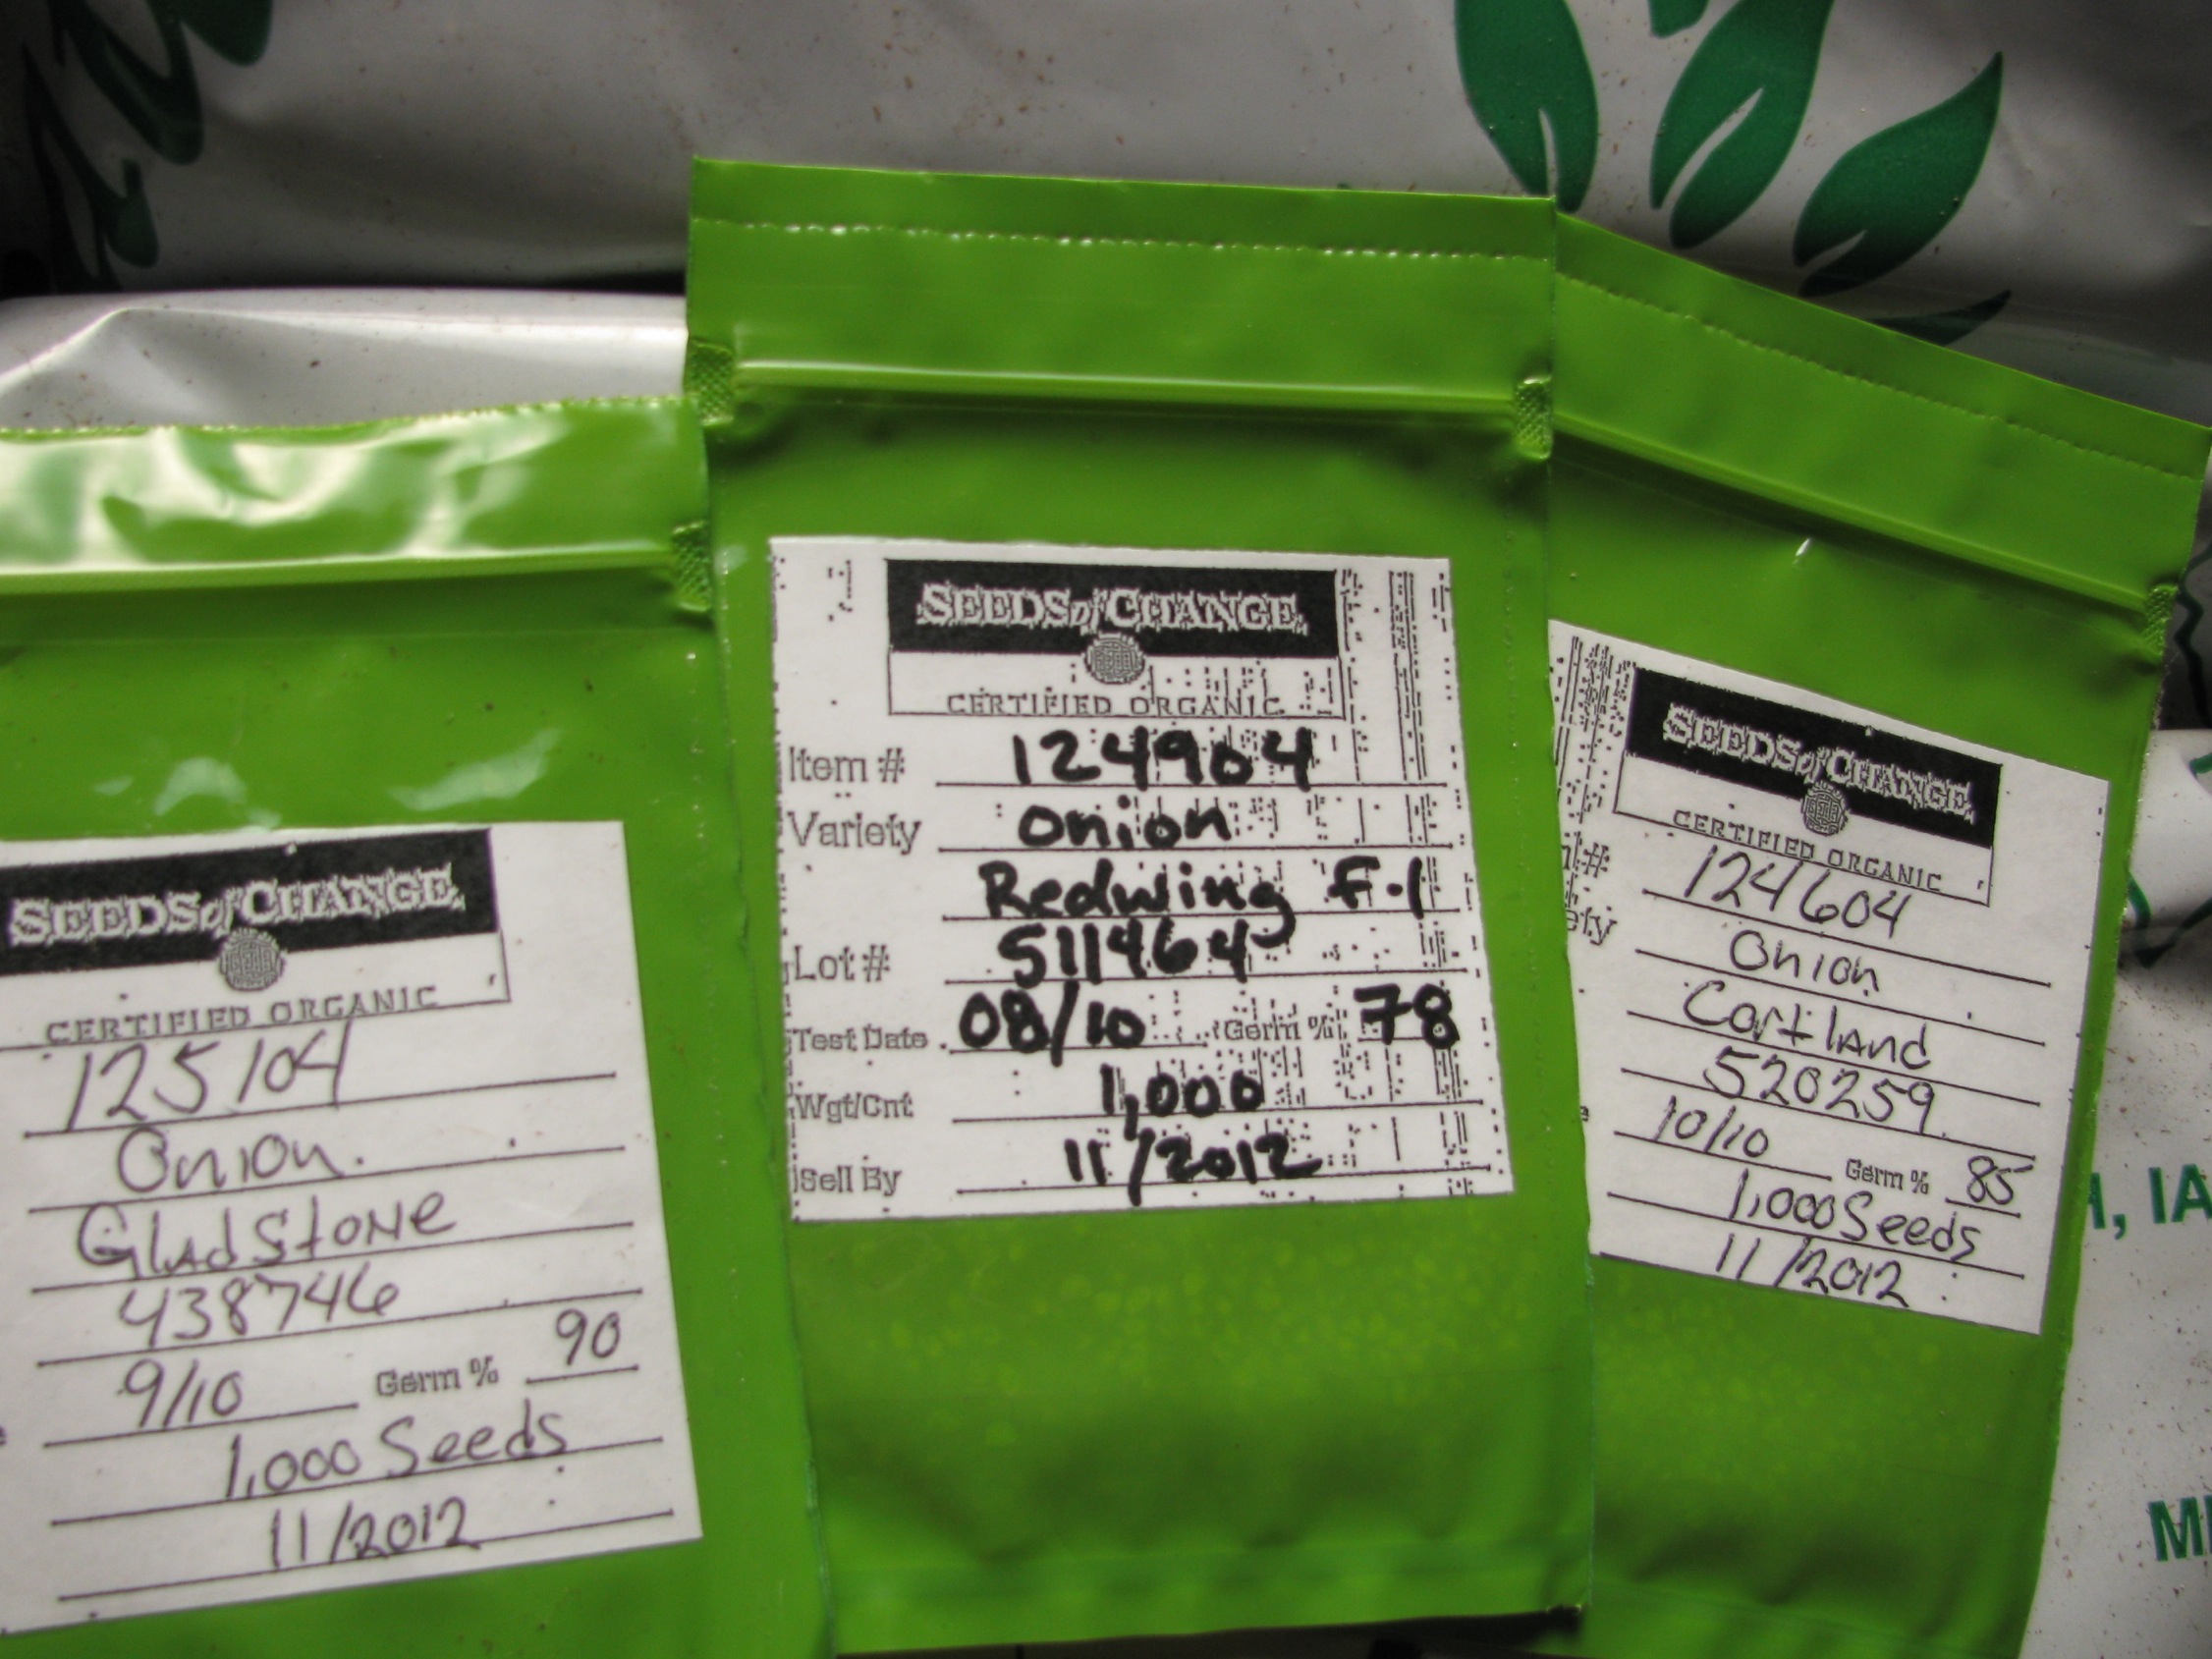 SEEDS of CHANGE
CERTIFIED ORGANIC
125104
Onion
Gladstone
438746
9/10 Germ % 90
1,000 Seeds
11/2012
SEEDS of CHANGE
CERTIFIED ORGANIC
Item # 124904
Variety Onion
Redwing F-1
Lot # 511464
Test Date 08/10 Germ % 78
Wgt/Cnt 1,000
Sell By 11/2012
SEEDS of CHANGE
CERTIFIED ORGANIC
124604
Onion
Cortland
520259
10/10 Germ % 85
1,000 Seeds
11/2012
, IA